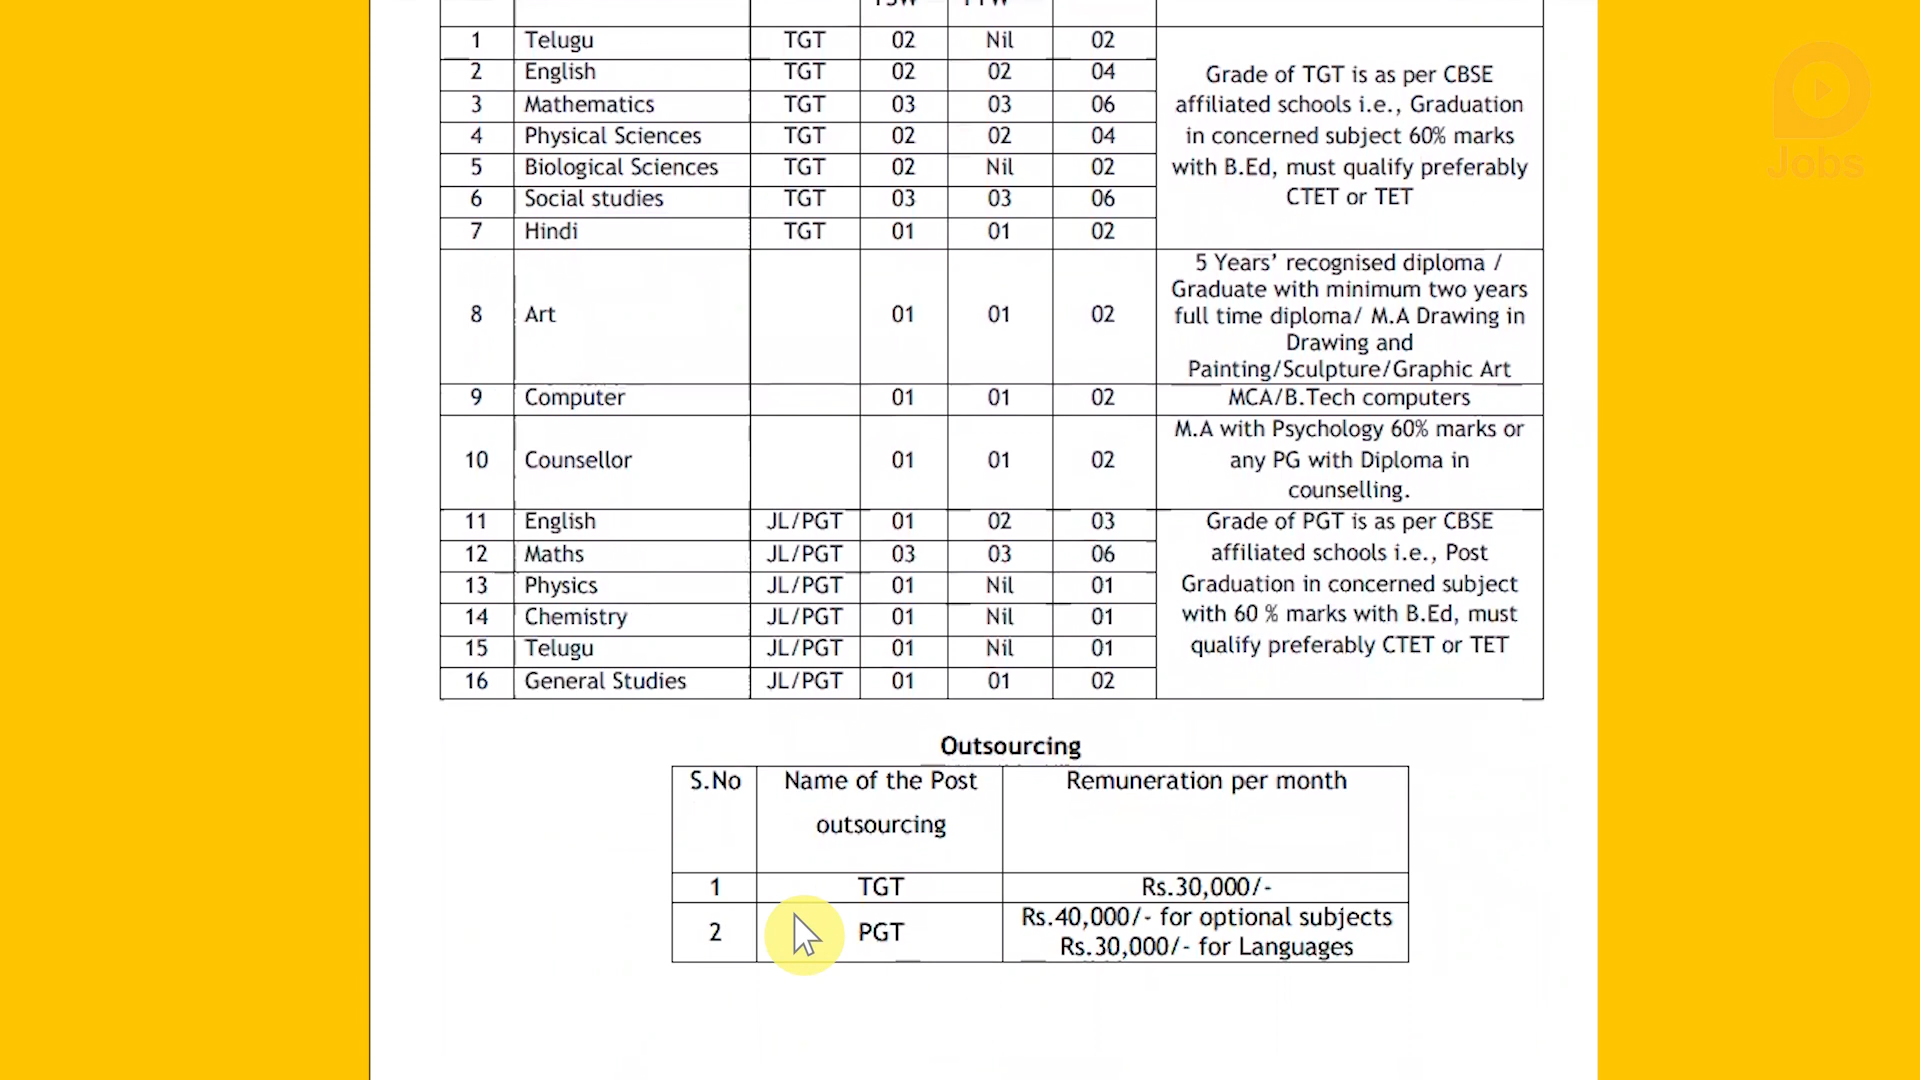 1 Telugu TGT 02 Nil 02
2 English TGT 02 02 04
3 Mathematics TGT 03 03 06
4 Physical Sciences TGT 02 02 04
5 Biological Sciences TGT 02 Nil 02
6 Social studies TGT 03 03 06
7 Hindi TGT 01 01 02
Grade of TGT is as per CBSE
affiliated schools i.e., Graduation
in concerned subject 60% marks
with B.Ed, must qualify preferably
CTET or TET
8 Art 01 01 02
5 Years’ recognised diploma /
Graduate with minimum two years
full time diploma/ M.A Drawing in
Drawing and
Painting/Sculpture/Graphic Art
9 Computer 01 01 02 MCA/B.Tech computers
10 Counsellor 01 01 02
M.A with Psychology 60% marks or
any PG with Diploma in
counselling.
11 English JL/PGT 01 02 03
12 Maths JL/PGT 03 03 06
13 Physics JL/PGT 01 Nil 01
14 Chemistry JL/PGT 01 Nil 01
15 Telugu JL/PGT 01 Nil 01
16 General Studies JL/PGT 01 01 02
Grade of PGT is as per CBSE
affiliated schools i.e., Post
Graduation in concerned subject
with 60 % marks with B.Ed, must
qualify preferably CTET or TET
Outsourcing
S.No Name of the Post Remuneration per month
outsourcing
1 TGT Rs.30,000/-
2 PGT
Rs.40,000/- for optional subjects
Rs.30,000/- for Languages
Jobs